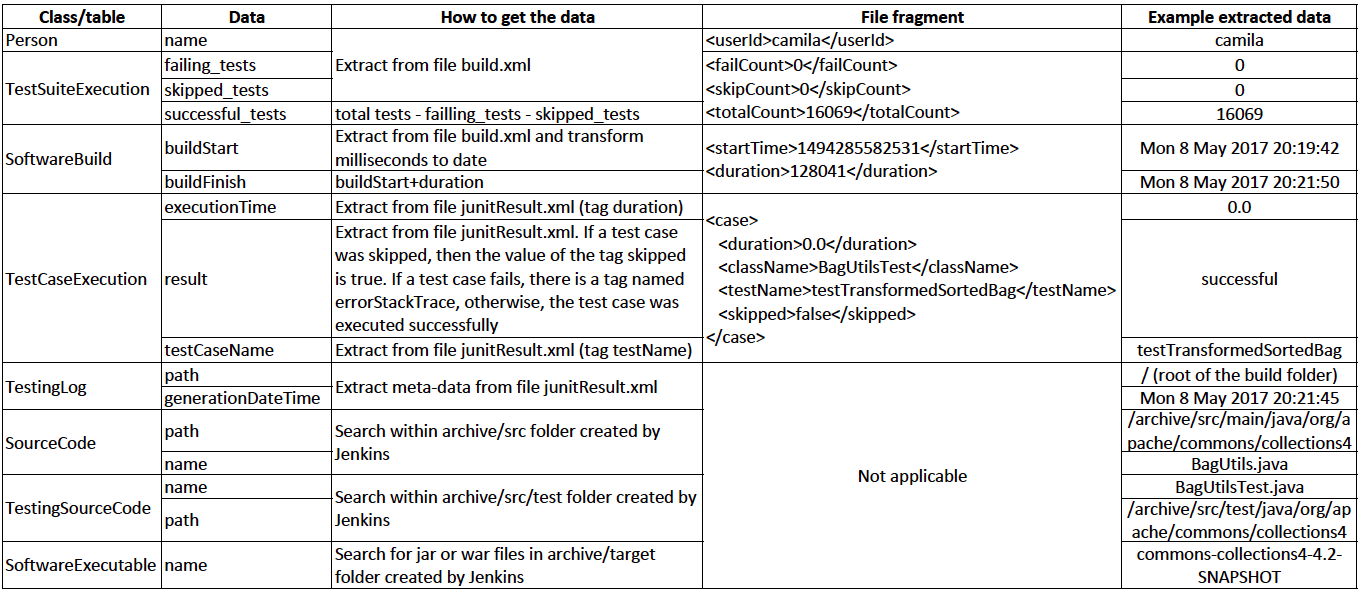 Class/table Data How to get the data File fragment Example extracted data
Person name <userId>camila</userId> camila
TestSuiteExecution failing_tests Extract from file build.xml <failCount>0</failCount> 0
skipped_tests <skipCount>0</skipCount> 0
successful_tests total tests - failling_tests - skipped_tests <totalCount>16069</totalCount> 16069
SoftwareBuild buildStart Extract from file build.xml and transform
milliseconds to date <startTime>1494285582531</startTime> Mon 8 May 2017 20:19:42
buildFinish buildStart+duration <duration>128041</duration> Mon 8 May 2017 20:21:50
TestCaseExecution executionTime Extract from file junitResult.xml (tag duration) 0.0
result Extract from file junitResult.xml. If a test case
was skipped, then the value of the tag skipped
is true. If a test case fails, there is a tag named
errorStackTrace, otherwise, the test case was
executed successfully
<case>
<duration>0.0</duration>
<className>BagUtilsTest</className>
<testName>testTransformedSortedBag</testName>
<skipped>false</skipped>
</case>
successful
testCaseName Extract from file junitResult.xml (tag testName) testTransformedSortedBag
TestingLog path Extract meta-data from file junitResult.xml / (root of the build folder)
generationDateTime Mon 8 May 2017 20:21:45
SourceCode path Search within archive/src folder created by
Jenkins
/archive/src/main/java/org/a
pache/commons/collections4
name BagUtils.java
Not applicable
TestingSourceCode name Search within archive/src/test folder created by
Jenkins
BagUtilsTest.java
path /archive/src/test/java/org/ap
ache/commons/collections4
SoftwareExecutable name Search for jar or war files in archive/target
folder created by Jenkins
commons-collections4-4.2-
SNAPSHOT